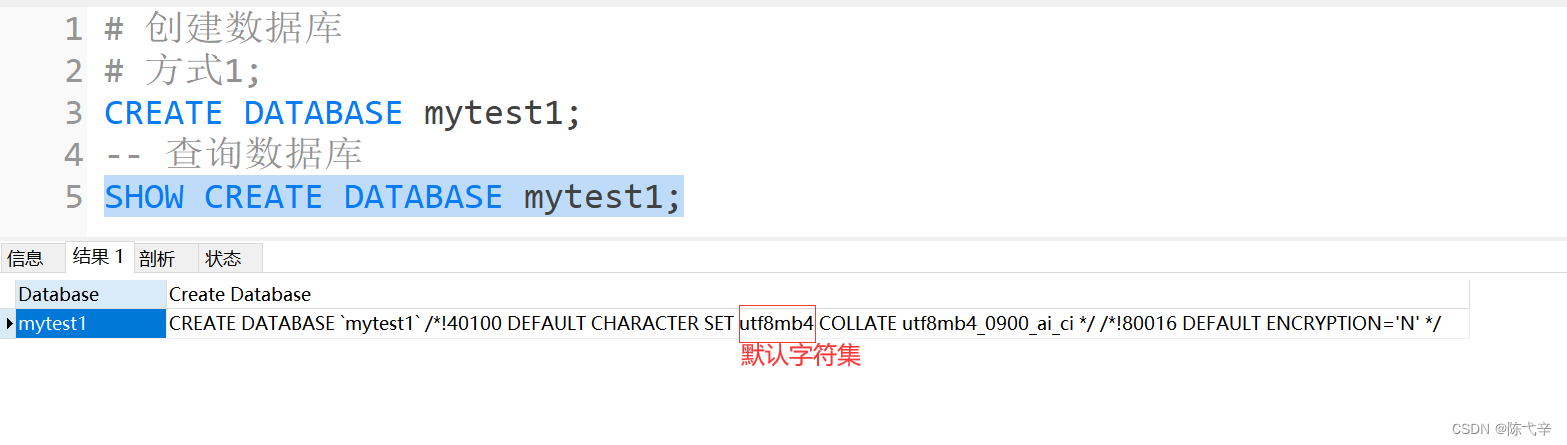 1 # 创建数据库
2 # 方式1;
3 CREATE DATABASE mytest1;
4 -- 查询数据库
5 SHOW CREATE DATABASE mytest1;
信息 结果 1 剖析 状态
Database Create Database
mytest1 CREATE DATABASE `mytest1` /*!40100 DEFAULT CHARACTER SET utf8mb4 COLLATE utf8mb4_0900_ai_ci */ /*!80016 DEFAULT ENCRYPTION='N' */
默认字符集
CSDN @陈弋辛